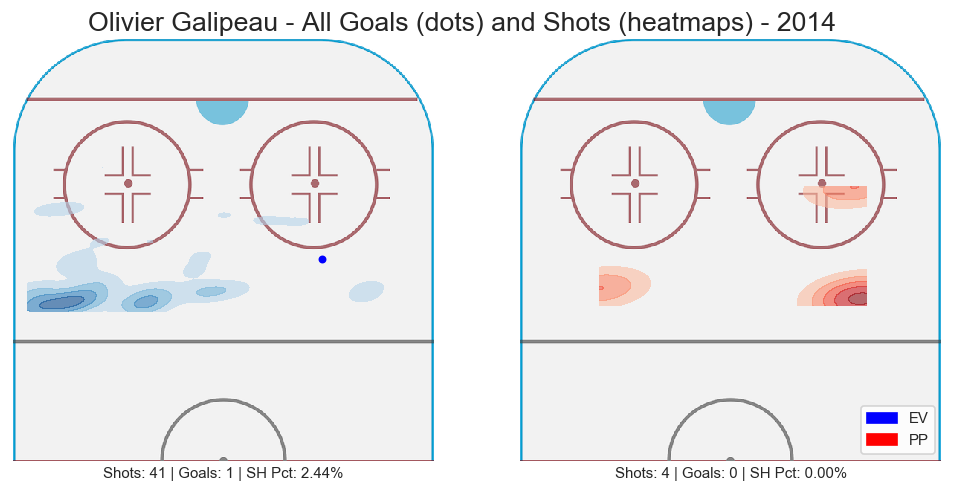 Olivier Galipeau - All Goals (dots) and Shots (heatmaps) - 2014
EV
PP
Shots: 41 | Goals: 1 | SH Pct: 2.44%
Shots: 4 | Goals: 0 | SH Pct: 0.00%